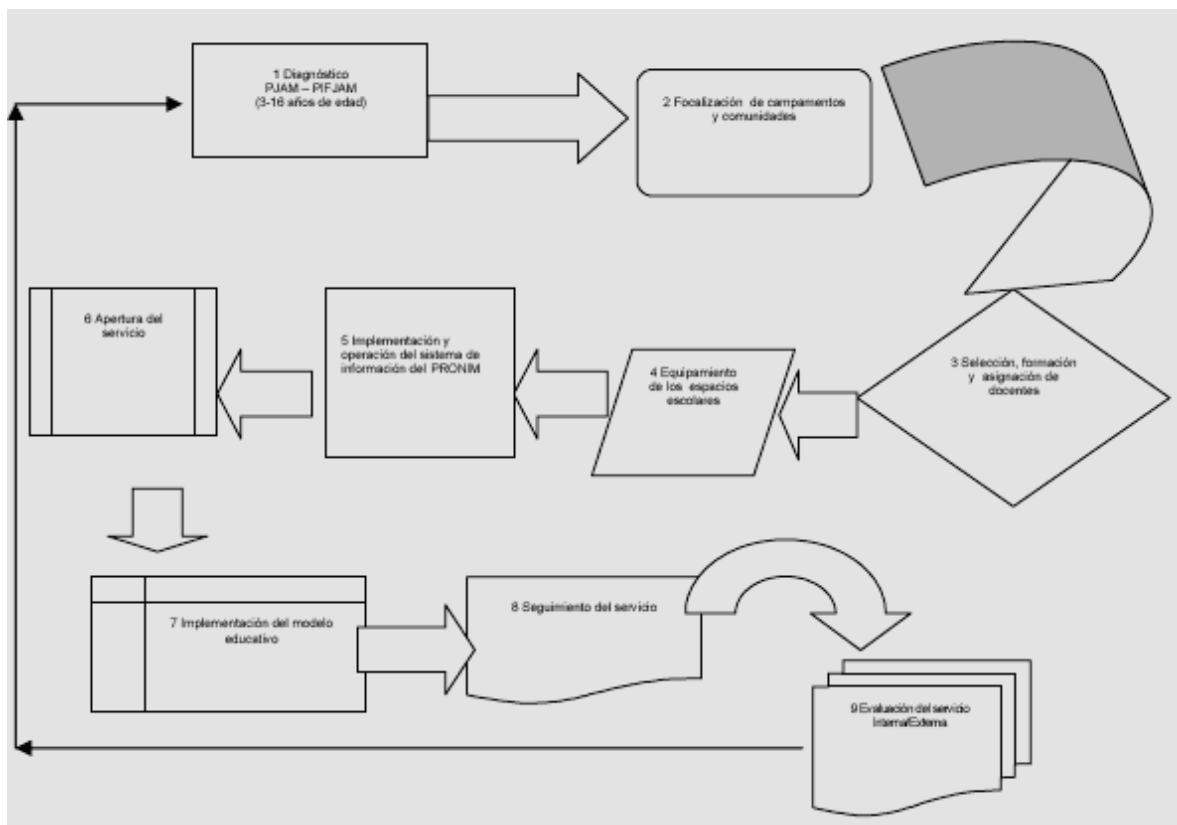 1 Diagnóstico
PJAM – PIFJAM
(3-16 años de edad)
2 Focalización de campamentos
y comunidades
3 Selección, formación
y asignación de
docentes
4 Equipamiento
de los espacios
escolares
5 Implementación y
operación del sistema de
información del PRONIM
6 Apertura del
servicio
7 Implementación del modelo
educativo
8 Seguimiento del servicio
9 Evaluación del servicio
Interna/Externa